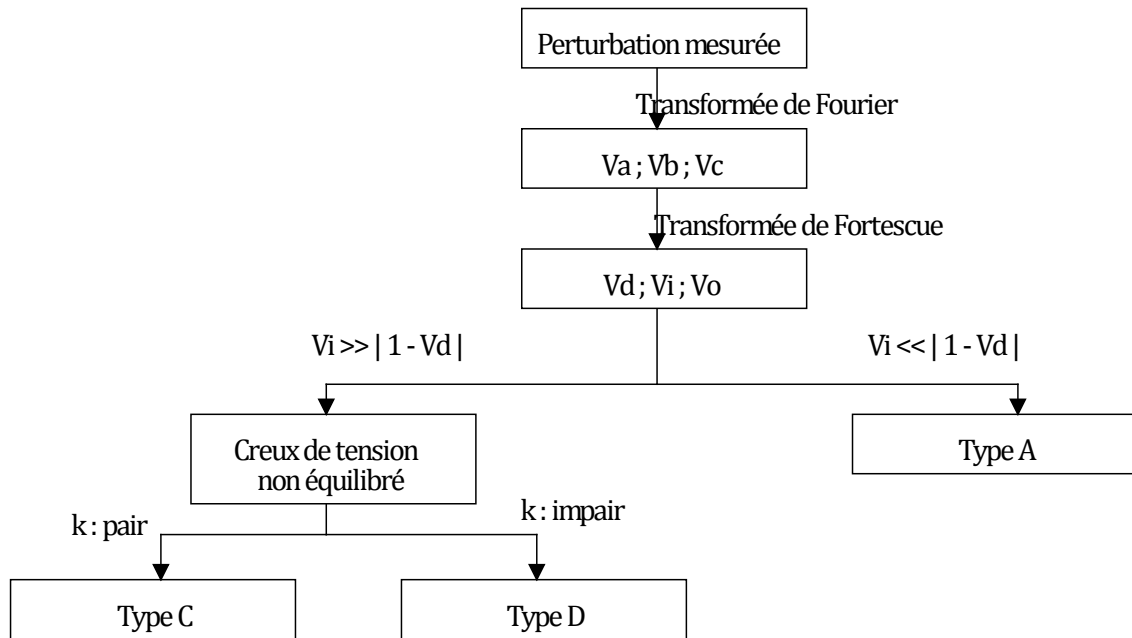 Perturbation mesurée
Transformée de Fourier
Va ; Vb ; Vc
Transformée de Fortescue
Vd ; Vi ; Vo
Vi >> | 1 - Vd |
Vi << | 1 - Vd |
Creux de tension
non équilibré
Type A
k : pair
k : impair
Type C
Type D